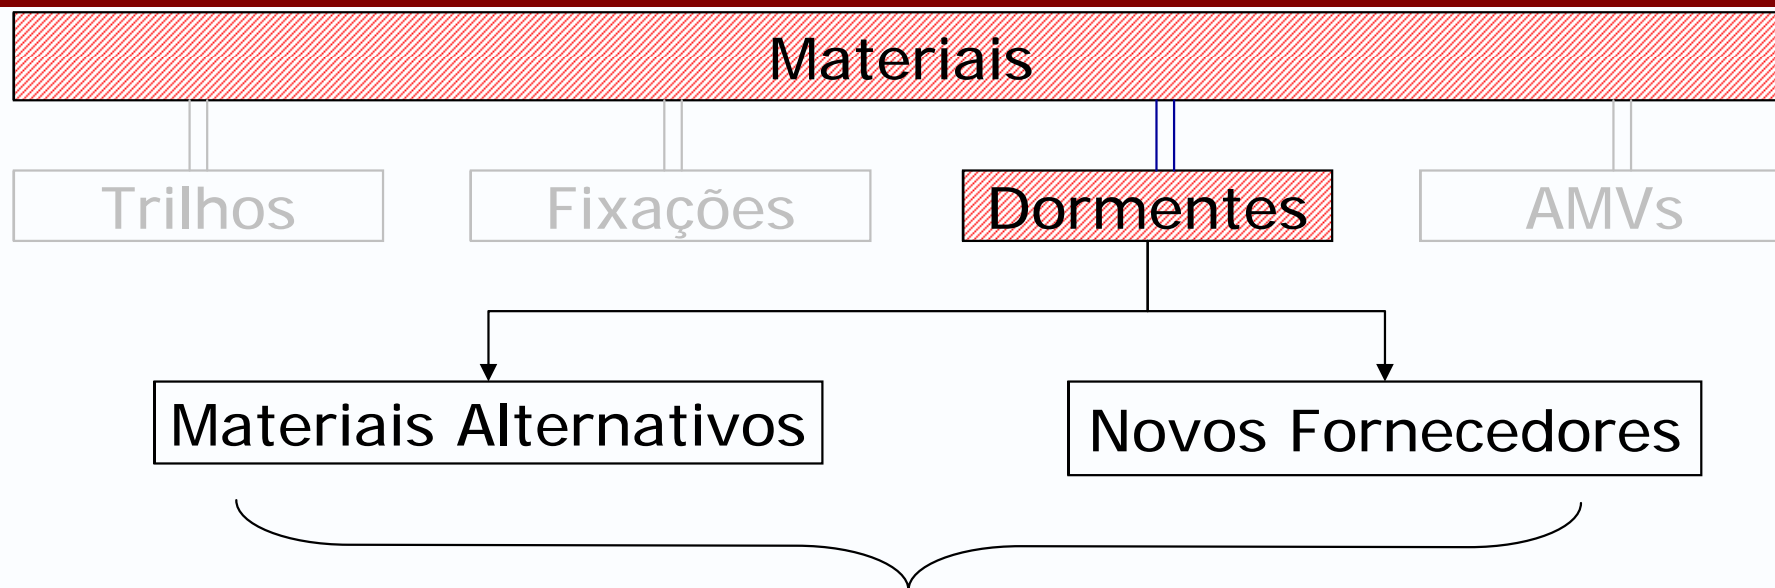 Materiais
Trilhos
Fixações
Dormentes
AMVs
Materiais Alternativos
Novos Fornecedores